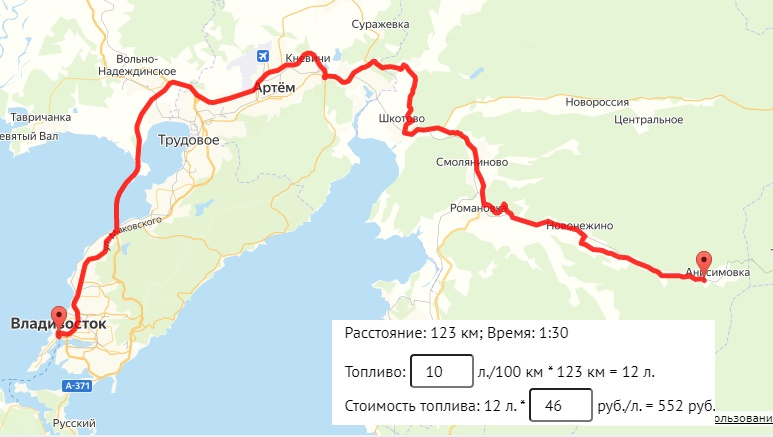 Суражевка
Вольно-
Надеждинское
Кневичи
Артём
Новороссия
Тавричанка
Шкотово
Центральное
евятый Вал
Трудовое
Смоляниново
Романовка
Новонежино
Маковского
Анисимовка
Владивосток
Расстояние: 123 км; Время: 1:30
Топливо: 10 л./100 км * 123 км = 12 л.
А-371
Стоимость топлива: 12 л. * 46 руб./л. = 552 руб.
ользовани
Русский